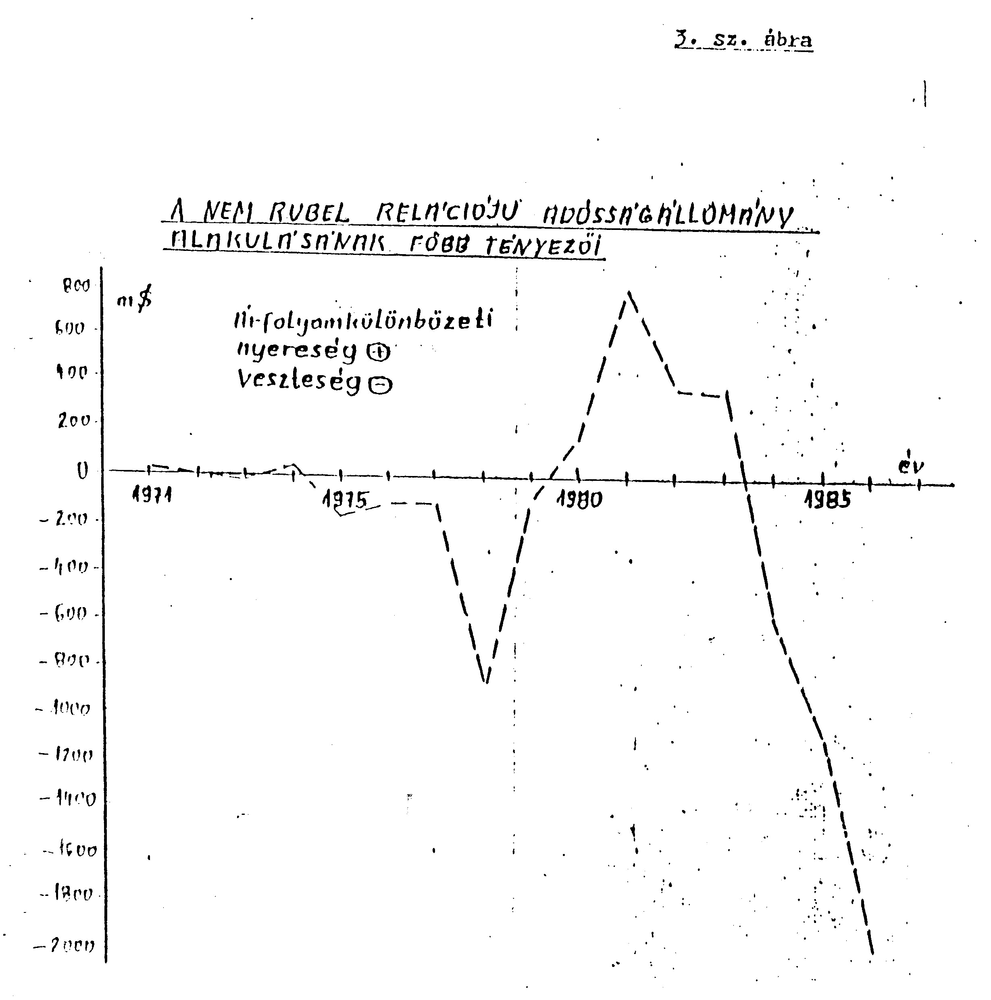 3. sz. ábra
A NEM RUBEL RELÁCIÓJÚ ADÓSSÁGÁLLOMÁNY
ALAKULÁSÁNAK FŐBB TÉNYEZŐI
800
m$
Árfolyamkülönbözeti
600
nyereség ⊕
400
Veszteség ⊖
200
0
év
1971
1975
1980
1985
-200
-400
-600
-800
-1000
-1200
-1400
-1600
-1800
-2000